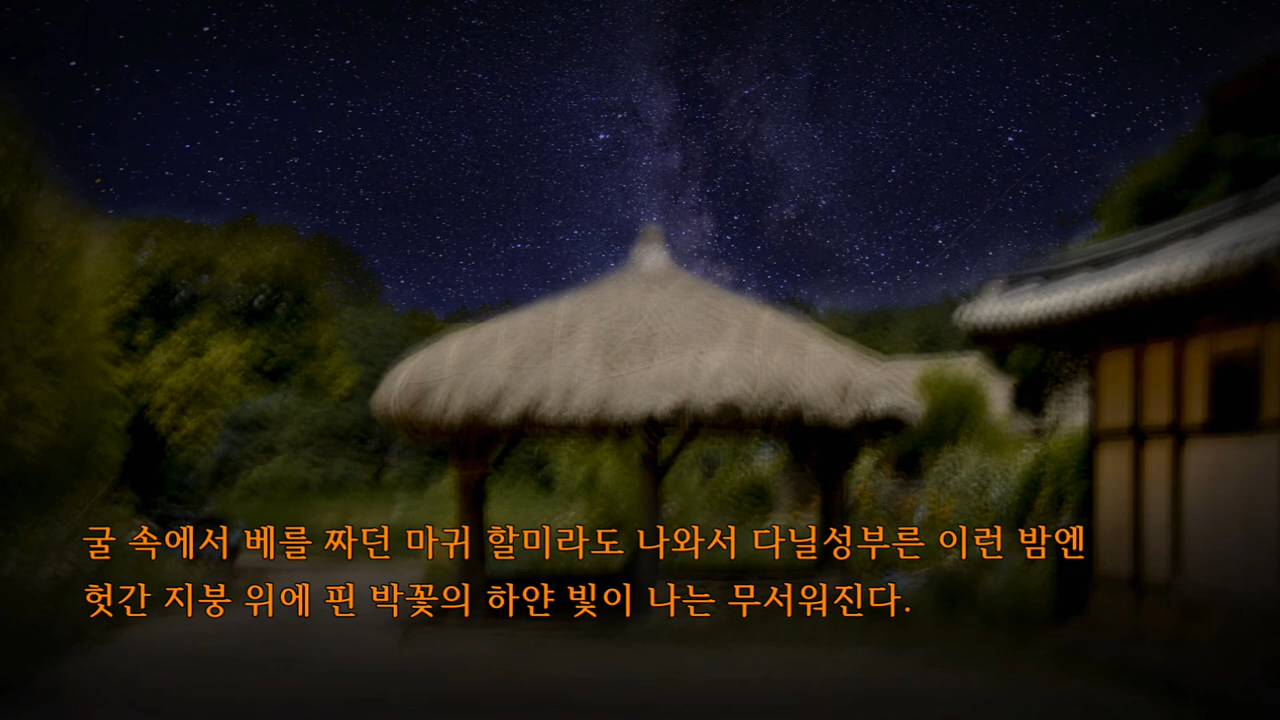 굴 속에서 베를 짜던 마귀 할미라도 나와서 다닐성부른 이런 밤엔
헛간 지붕 위에 핀 박꽃의 하얀 빛이 나는 무서워진다.